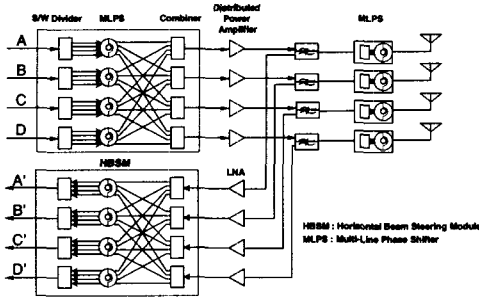 Distributed
Power
Amplifier
S/W Divider MLPS Combiner MLPS
A
B
C
D
HBSM
LNA
A'
B'
C'
D'
HBSM : Horizontal Beam Steering Module
MLPS : Multi-Line Phase Shifter